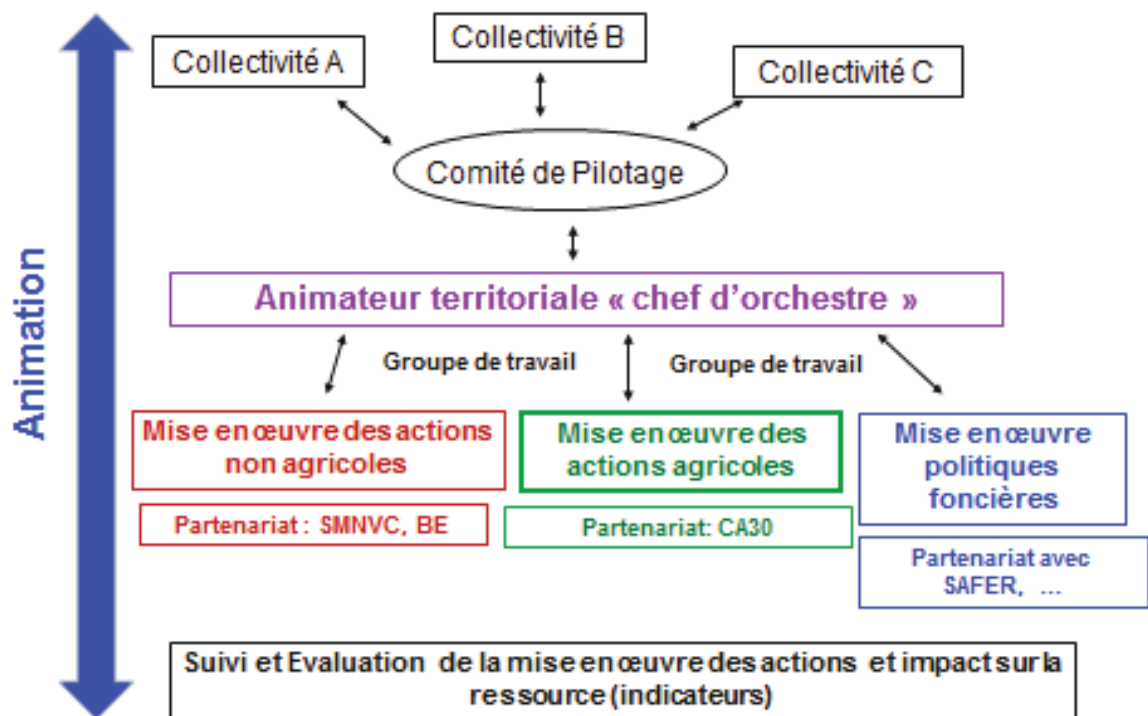 Collectivité A
Collectivité B
Collectivité C
Comité de Pilotage
Animation
Animateur territoriale « chef d'orchestre »
Groupe de travail
Groupe de travail
Mise en œuvre des actions
non agricoles
Mise en œuvre des
actions agricoles
Mise en œuvre
politiques
foncières
Partenariat : SMNVC, BE
Partenariat: CA30
Partenariat avec
SAFER, ...
Suivi et Evaluation de la mise en œuvre des actions et impact sur la
ressource (indicateurs)